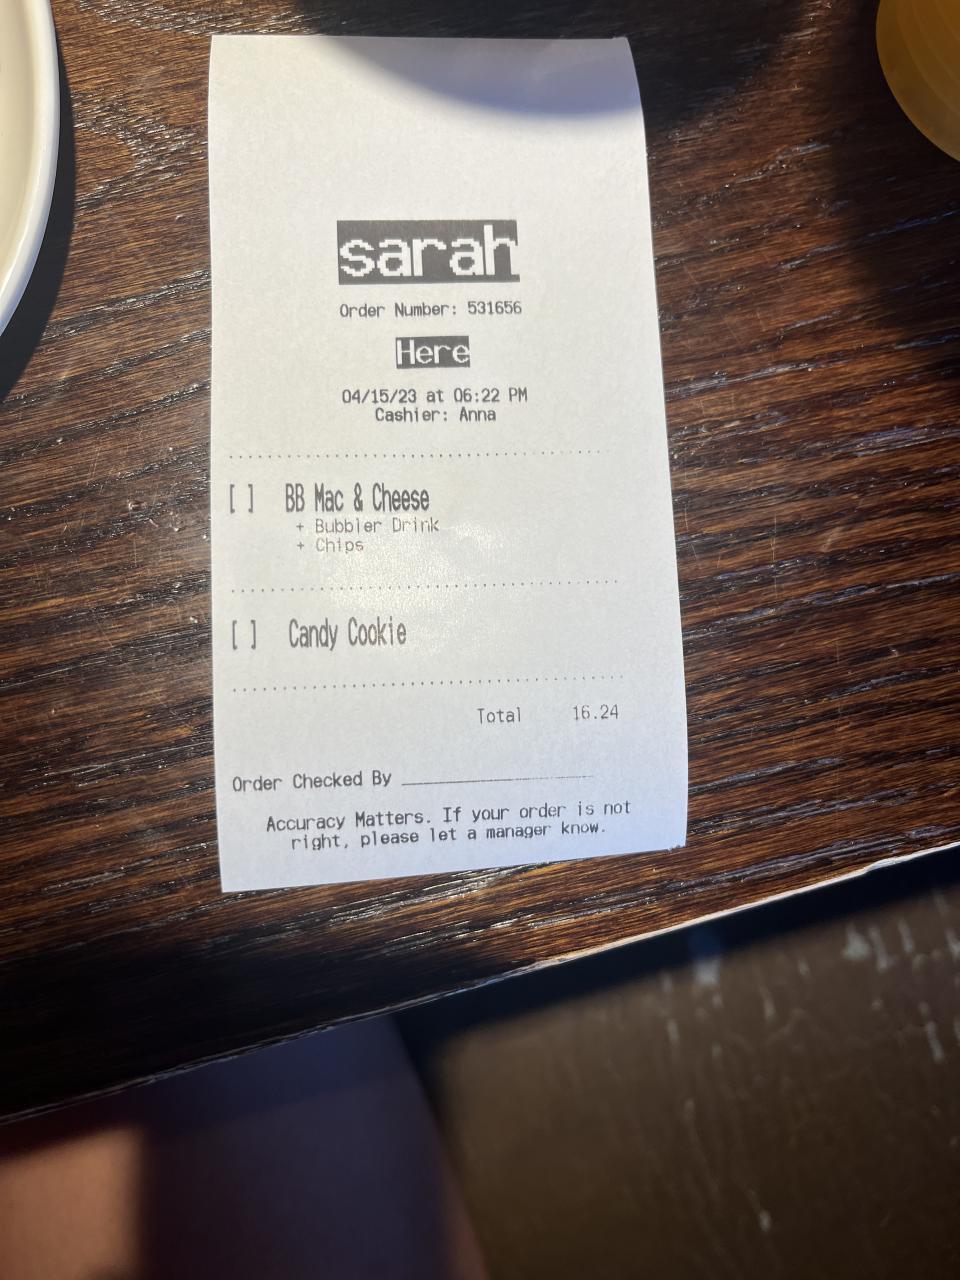 sarah
Order Number: 531656
Here
04/15/23 at 06:22 PM
Cashier: Anna
[ ] BB Mac & Cheese
+ Bubbler Drink
+ Chips
[ ] Candy Cookie
Total 16.24
Order Checked By
Accuracy Matters. If your order is not
right, please let a manager know.